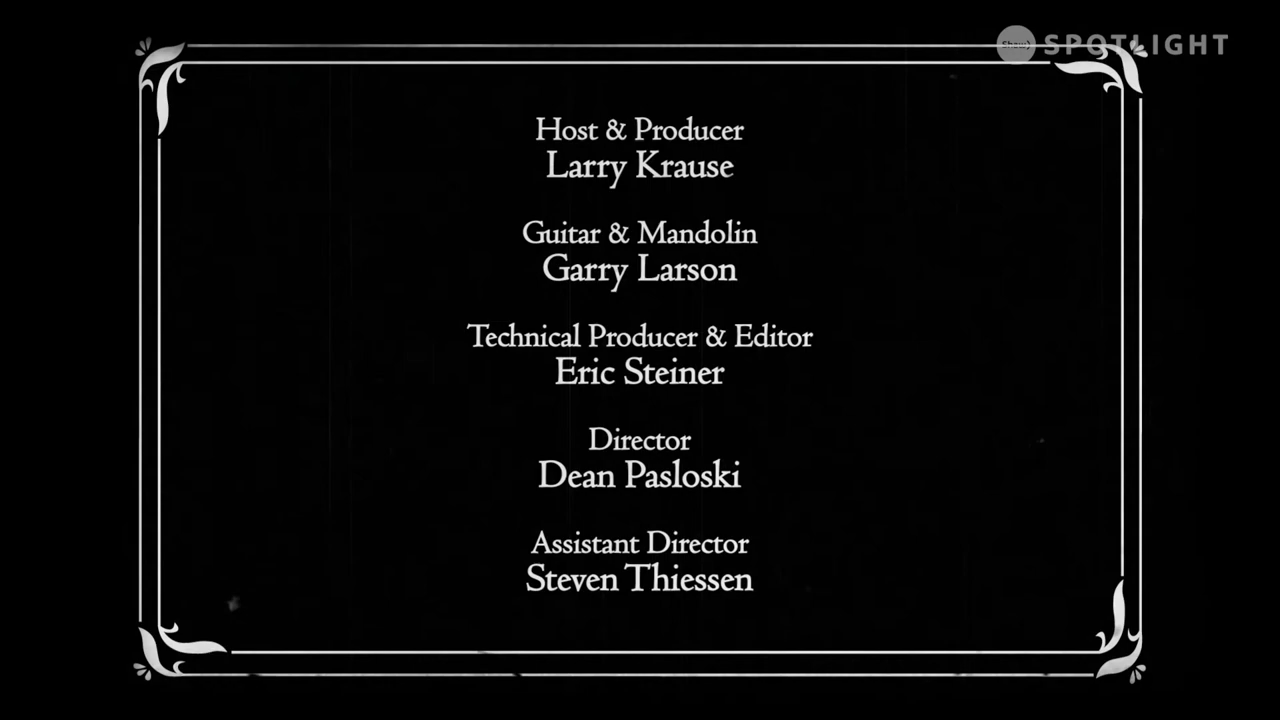 Shaw) SPOTLIGHT
Host & Producer
Larry Krause
Guitar & Mandolin
Garry Larson
Technical Producer & Editor
Eric Steiner
Director
Dean Pasloski
Assistant Director
Steven Thiessen